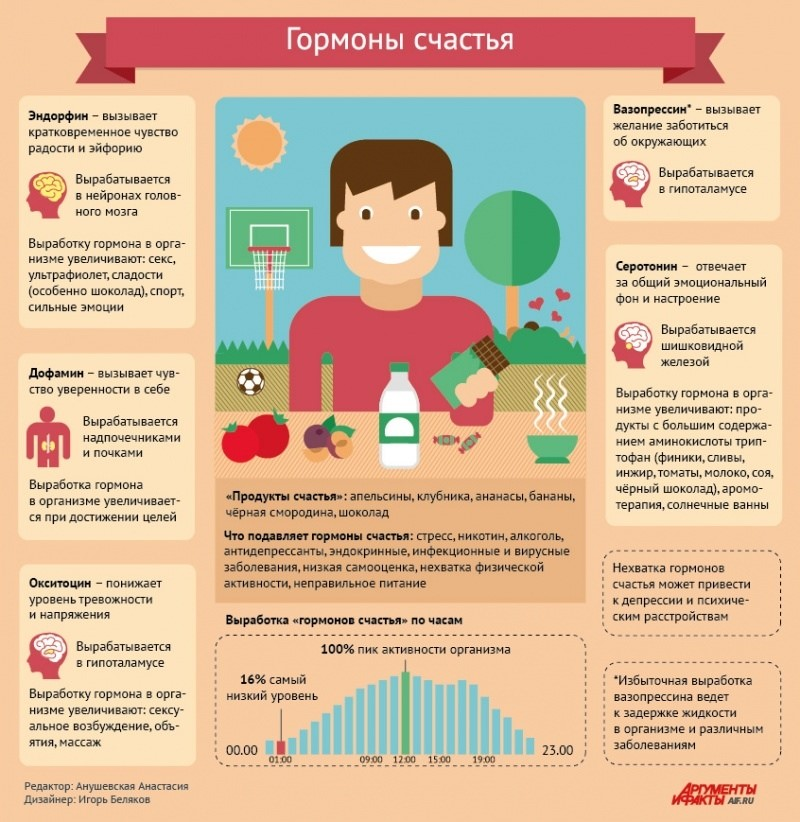 Гормоны счастья
Эндорфин – вызывает
кратковременное чувство
радости и эйфорию
Вырабатывается
в нейронах голов-
ного мозга
Выработку гормона в орга-
низме увеличивают: секс,
ультрафиолет, сладости
(особенно шоколад), спорт,
сильные эмоции
Дофамин – вызывает чув-
ство уверенности в себе
Вырабатывается
надпочечниками
и почками
Выработка гормона
в организме увеличивает-
ся при достижении целей
Окситоцин – понижает
уровень тревожности
и напряжения
Вырабатывается
в гипоталамусе
Выработку гормона в орга-
низме увеличивают: сексу-
альное возбуждение, объ-
ятия, массаж
«Продукты счастья»: апельсины, клубника, ананасы, бананы,
чёрная смородина, шоколад
Что подавляет гормоны счастья: стресс, никотин, алкоголь,
антидепрессанты, эндокринные, инфекционные и вирусные
заболевания, низкая самооценка, нехватка физической
активности, неправильное питание
Выработка «гормонов счастья» по часам
100% пик активности организма
16% самый
низкий уровень
00.00
01:00
09:00
12:00
15:00
19:00
23.00
Вазопрессин* – вызывает
желание заботиться
об окружающих
Вырабатывается
в гипоталамусе
Серотонин – отвечает
за общий эмоциональный
фон и настроение
Вырабатывается
шишковидной
железой
Выработку гормона в орга-
низме увеличивают: про-
дукты с большим содержа-
нием аминокислоты трип-
тофан (финики, сливы,
инжир, томаты, молоко, соя,
чёрный шоколад), аромо-
терапия, солнечные ванны
Нехватка гормонов
счастья может привести
к депрессии и психиче-
ским расстройствам
*Избыточная выработка
вазопрессина ведет
к задержке жидкости
в организме и различным
заболеваниям
Редактор: Анушевская Анастасия
Дизайнер: Игорь Беляков
АРГУМЕНТЫ
И ФАКТЫ AIF.RU